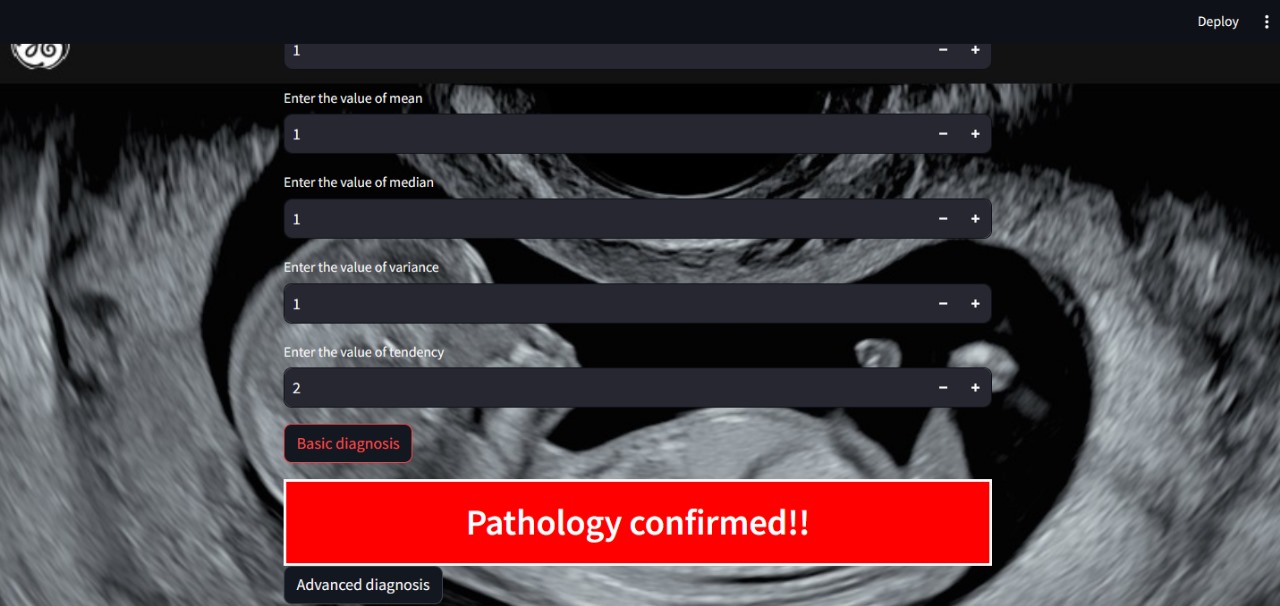 Deploy
1
Enter the value of mean
1
Enter the value of median
1
Enter the value of variance
1
Enter the value of tendency
2
Basic diagnosis
Pathology confirmed!!
Advanced diagnosis